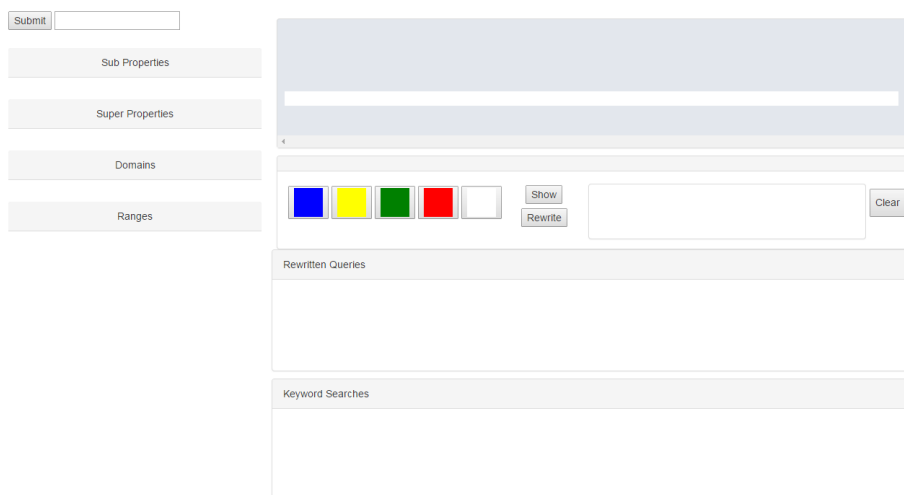 Submit
Sub Properties
Super Properties
Domains
Ranges
Show
Rewrite
Clear
Rewritten Queries
Keyword Searches